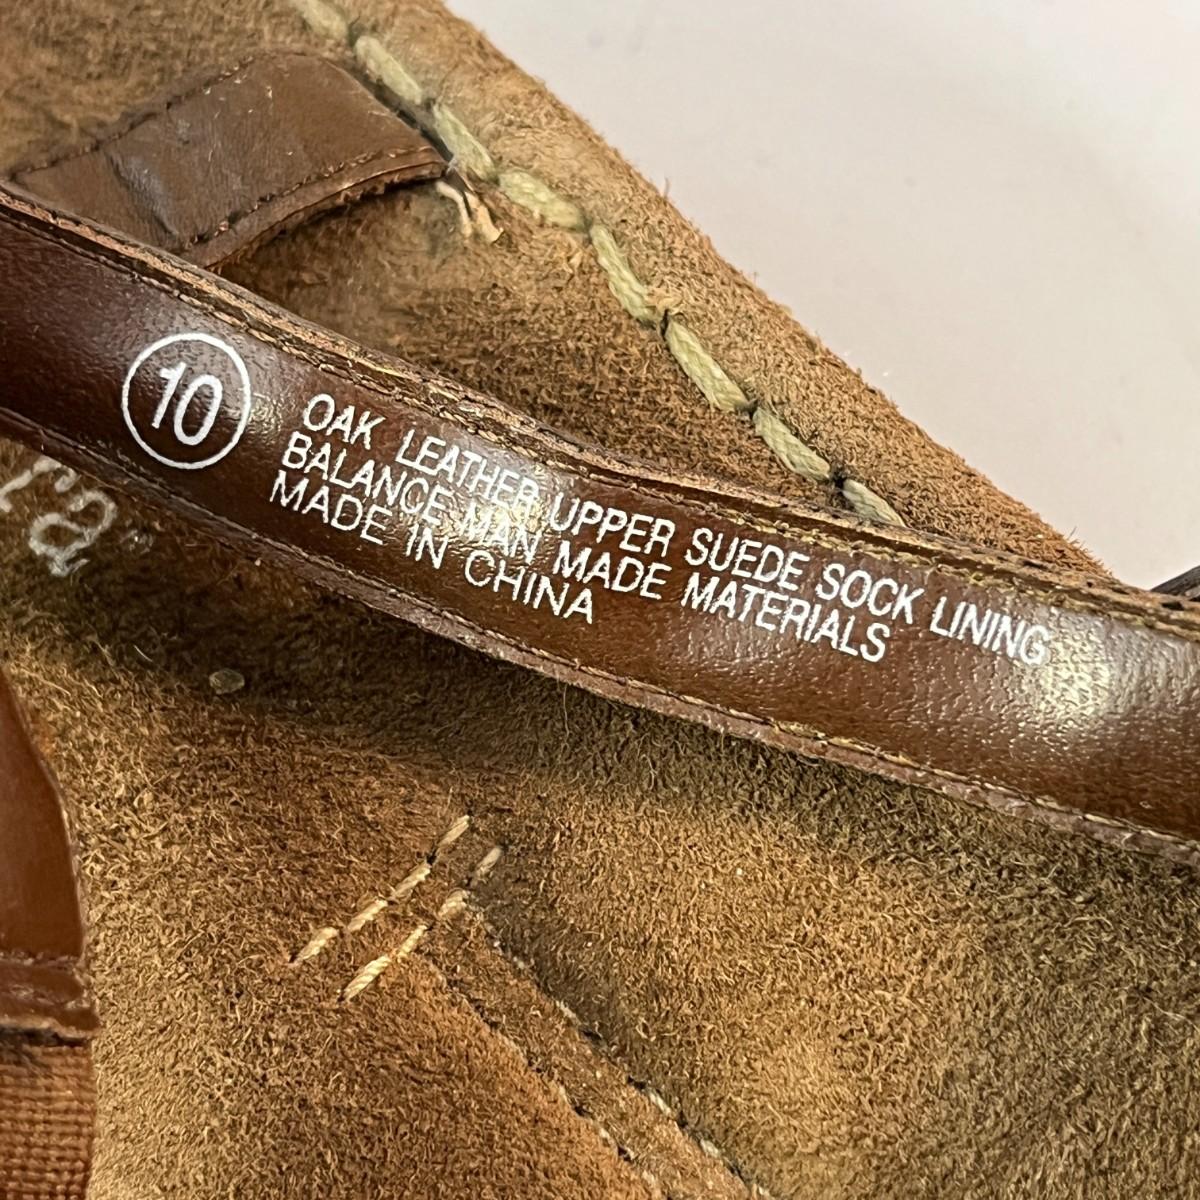 10
OAK LEATHER UPPER SUEDE SOCK LINING
BALANCE MAN MADE MATERIALS
MADE IN CHINA